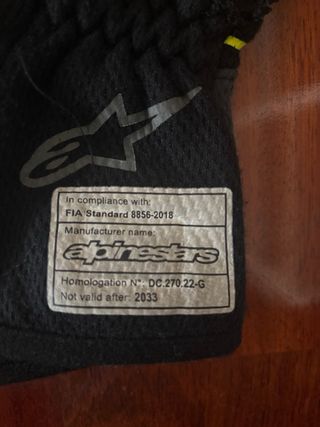 In compliance with:
FIA Standard 8856-2018
Manufacturer name:
alpinestars
Homologation N°: DC.270.22-G
Not valid after: 2033